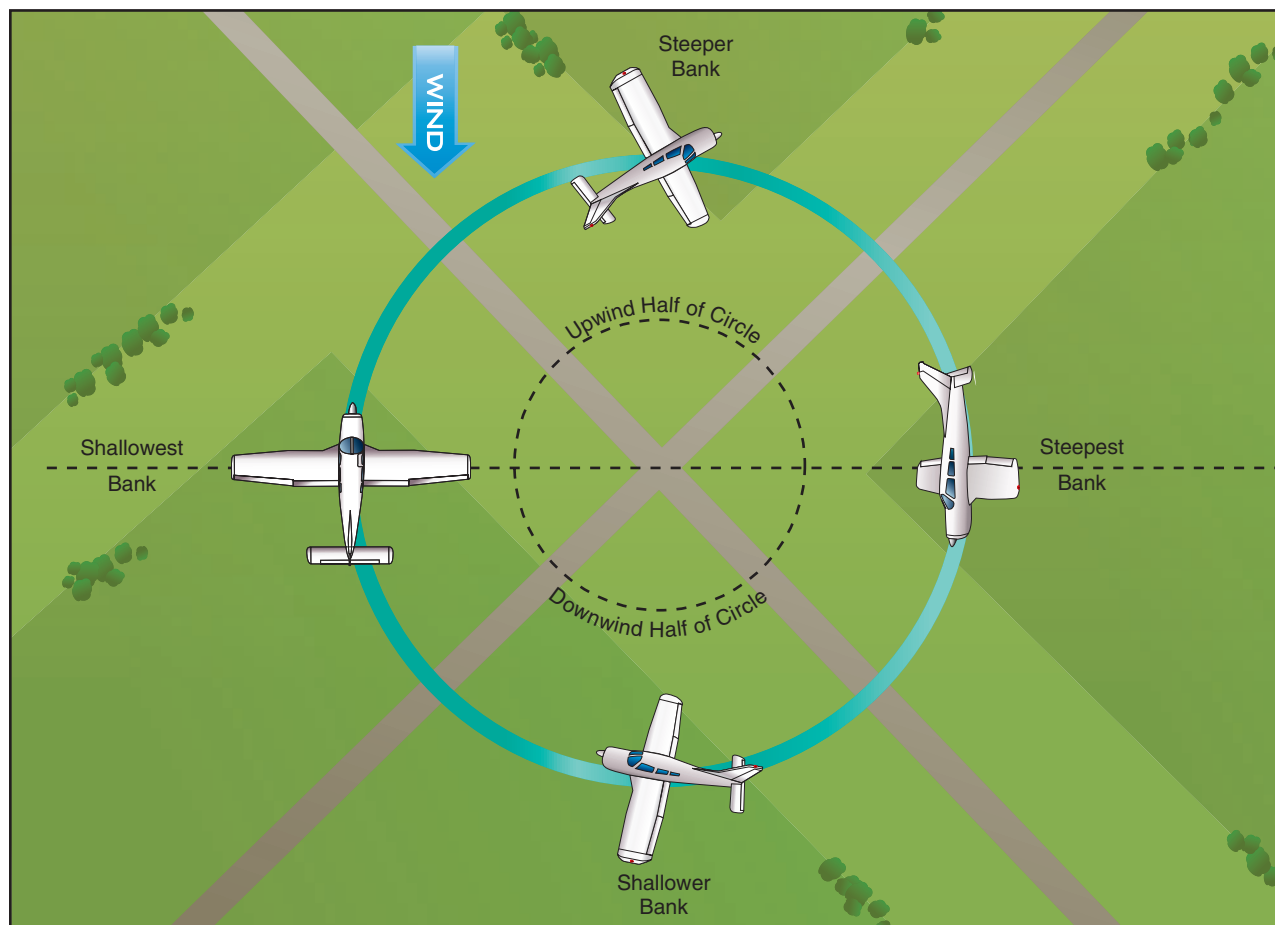 Steeper
Bank
WIND
Upwind Half of Circle
Shallowest
Bank
Steepest
Bank
Downwind Half of Circle
Shallower
Bank